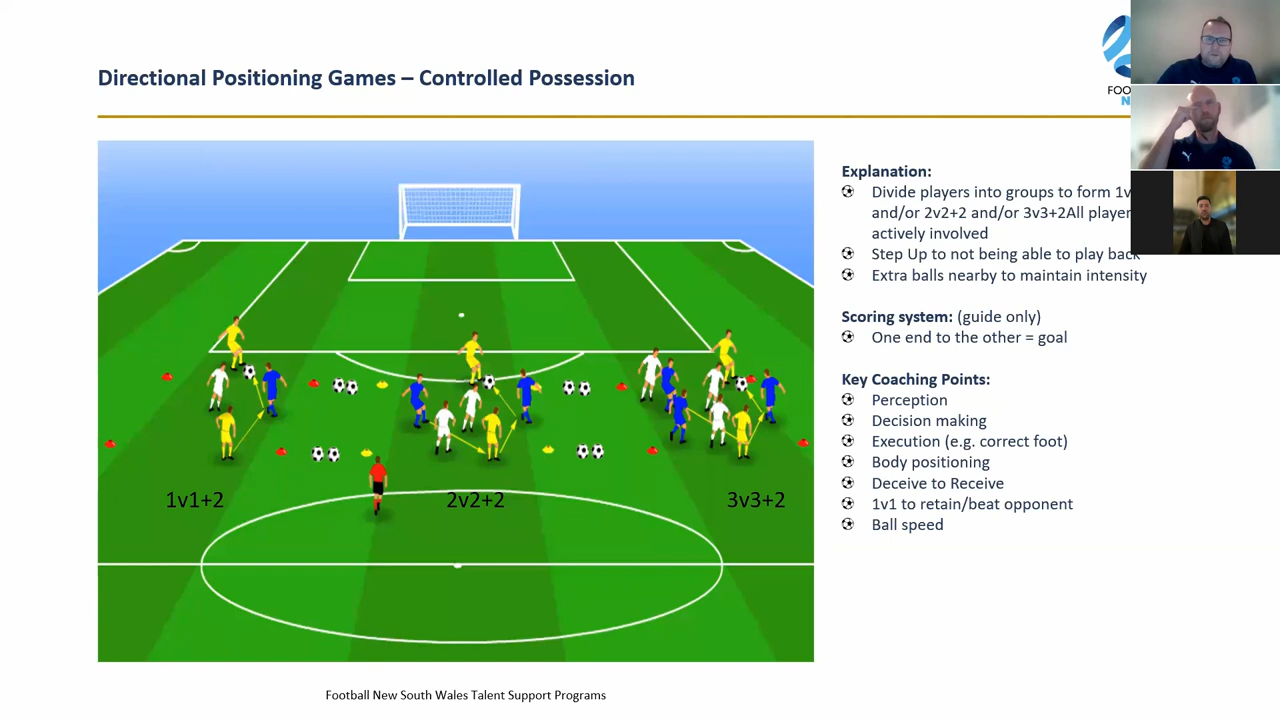 Directional Positioning Games – Controlled Possession
FOO
N
Explanation:
Divide players into groups to form 1v
and/or 2v2+2 and/or 3v3+2All player
actively involved
Step Up to not being able to play back
Extra balls nearby to maintain intensity
Scoring system: (guide only)
One end to the other = goal
Key Coaching Points:
Perception
Decision making
Execution (e.g. correct foot)
Body positioning
Deceive to Receive
1v1 to retain/beat opponent
Ball speed
1v1+2
2v2+2
3v3+2
Football New South Wales Talent Support Programs